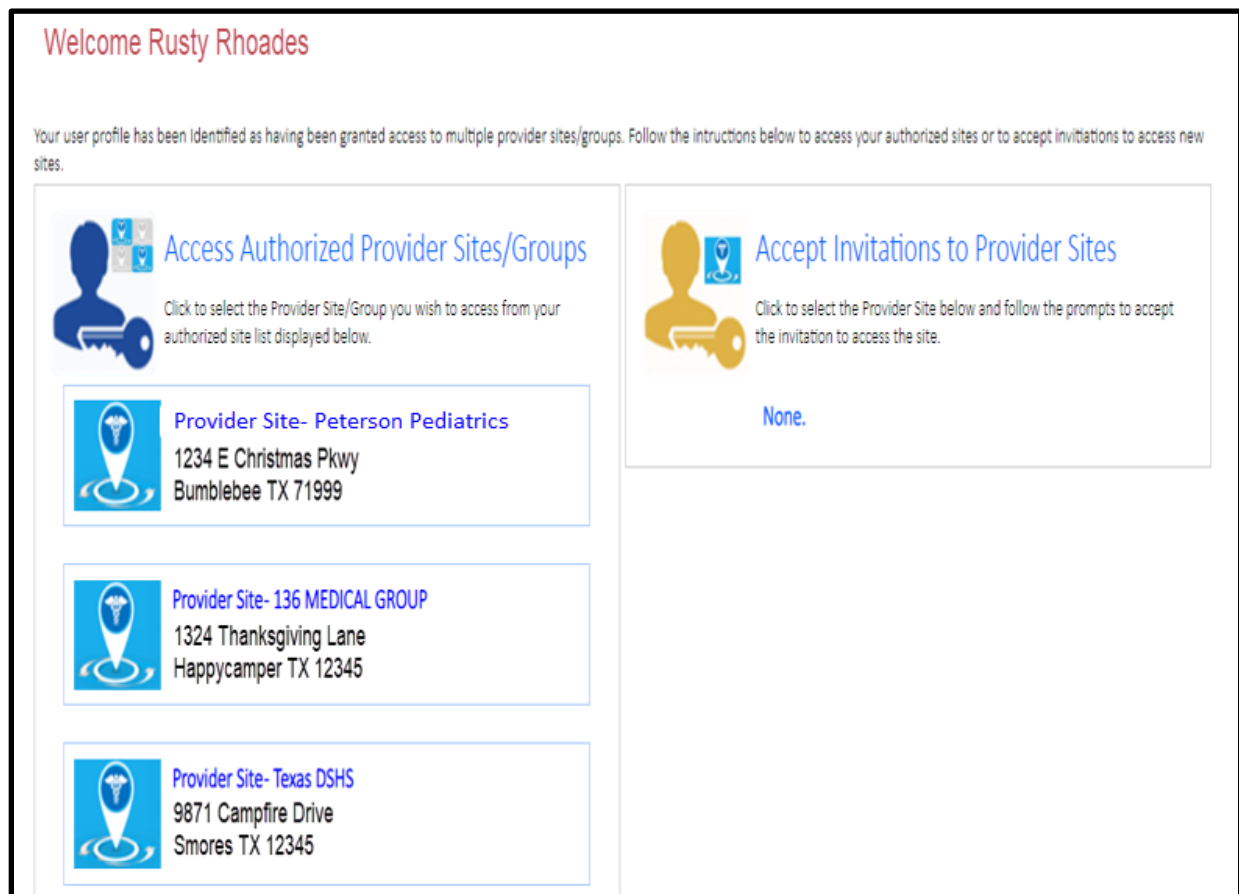 Welcome Rusty Rhoades
Your user profile has been Identified as having been granted access to multiple provider sites/groups. Follow the intructions below to access your authorized sites or to accept invitiations to access new
sites.
Access Authorized Provider Sites/Groups
Click to select the Provider Site/Group you wish to access from your
authorized site list displayed below.
Provider Site- Peterson Pediatrics
1234 E Christmas Pkwy
Bumblebee TX 71999
Provider Site- 136 MEDICAL GROUP
1324 Thanksgiving Lane
Happycamper TX 12345
Provider Site- Texas DSHS
9871 Campfire Drive
Smores TX 12345
Accept Invitations to Provider Sites
Click to select the Provider Site below and follow the prompts to accept
the invitation to access the site.
None.